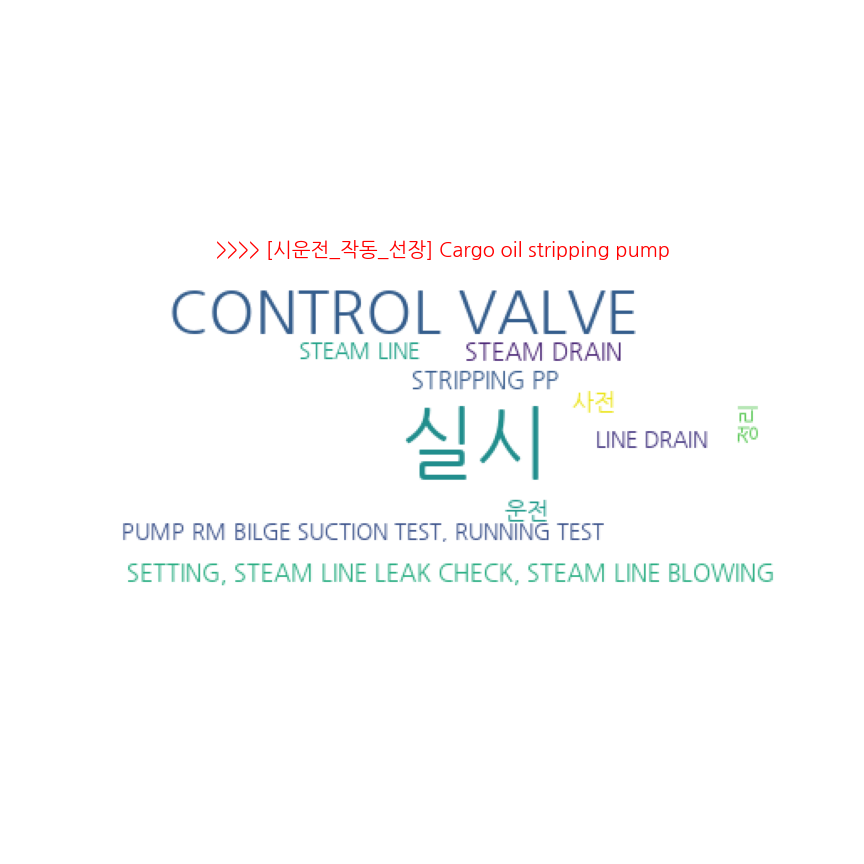 >>>> [시운전_작동_선장] Cargo oil stripping pump
CONTROL VALVE
STEAM LINE
STEAM DRAIN
STRIPPING PP
사전
정리
실시
LINE DRAIN
운전
PUMP RM BILGE SUCTION TEST, RUNNING TEST
SETTING, STEAM LINE LEAK CHECK, STEAM LINE BLOWING